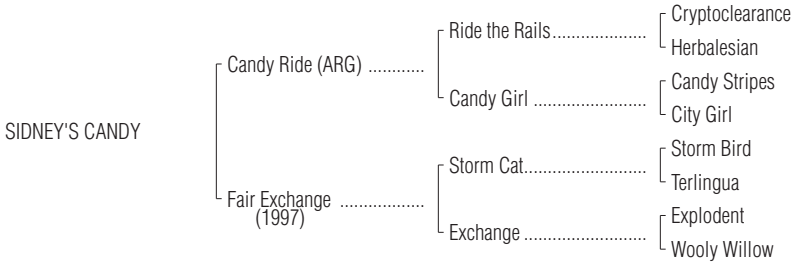 Cryptoclearance
Ride the Rails.....................
Herbalesian
Candy Ride (ARG) ............
Candy Stripes
Candy Girl .........................
City Girl
SIDNEY'S CANDY
Storm Bird
Storm Cat...........................
Terlingua
Fair Exchange ..................
(1997)
Explodent
Exchange ...........................
Wooly Willow